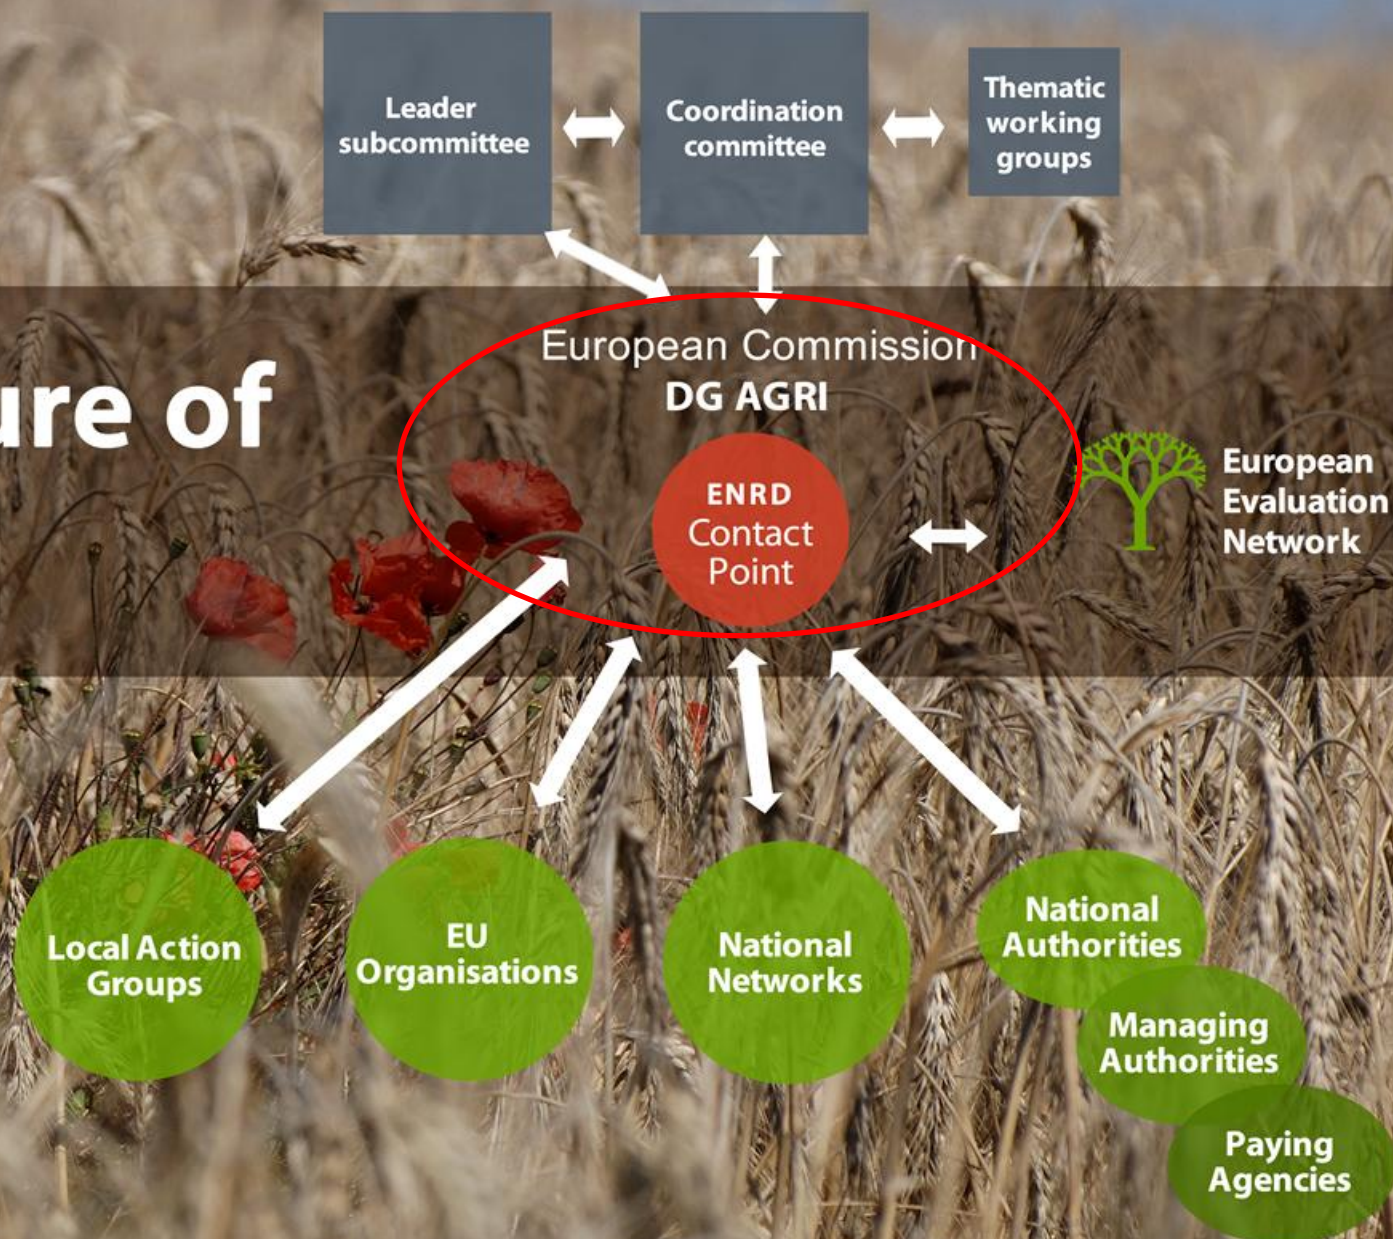 Leader
subcommittee
Coordination
committee
Thematic
working
groups
European Commission
DG AGRI
ure of
ENRD
Contact
Point
European
Evaluation
Network
Local Action
Groups
EU
Organisations
National
Networks
National
Authorities
Managing
Authorities
Paying
Agencies